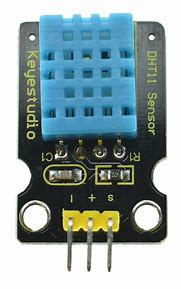 Keyestudio
DHT11 Sensor
C1
R1
- + S